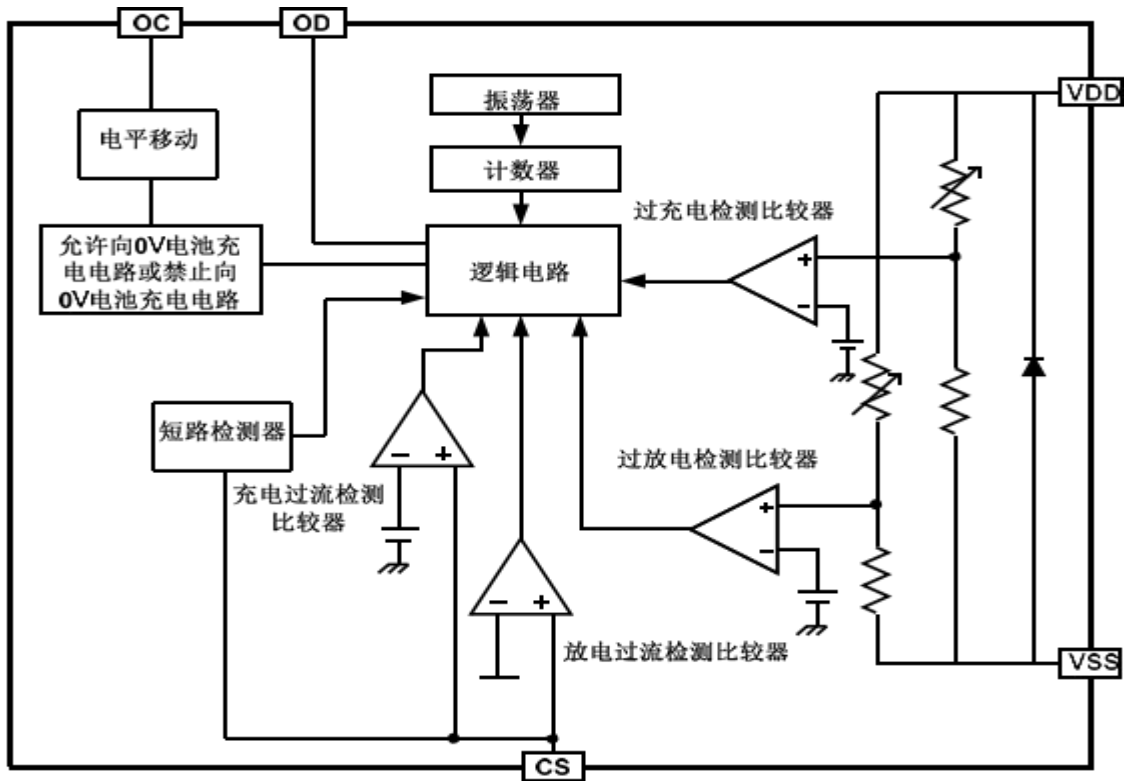 OC
OD
VDD
振荡器
电平移动
计数器
过充电检测比较器
允许向0V电池充
电电路或禁止向
0V电池充电电路
逻辑电路
+
−
短路检测器
− +
过放电检测比较器
充电过流检测
比较器
+
−
− +
放电过流检测比较器
VSS
CS